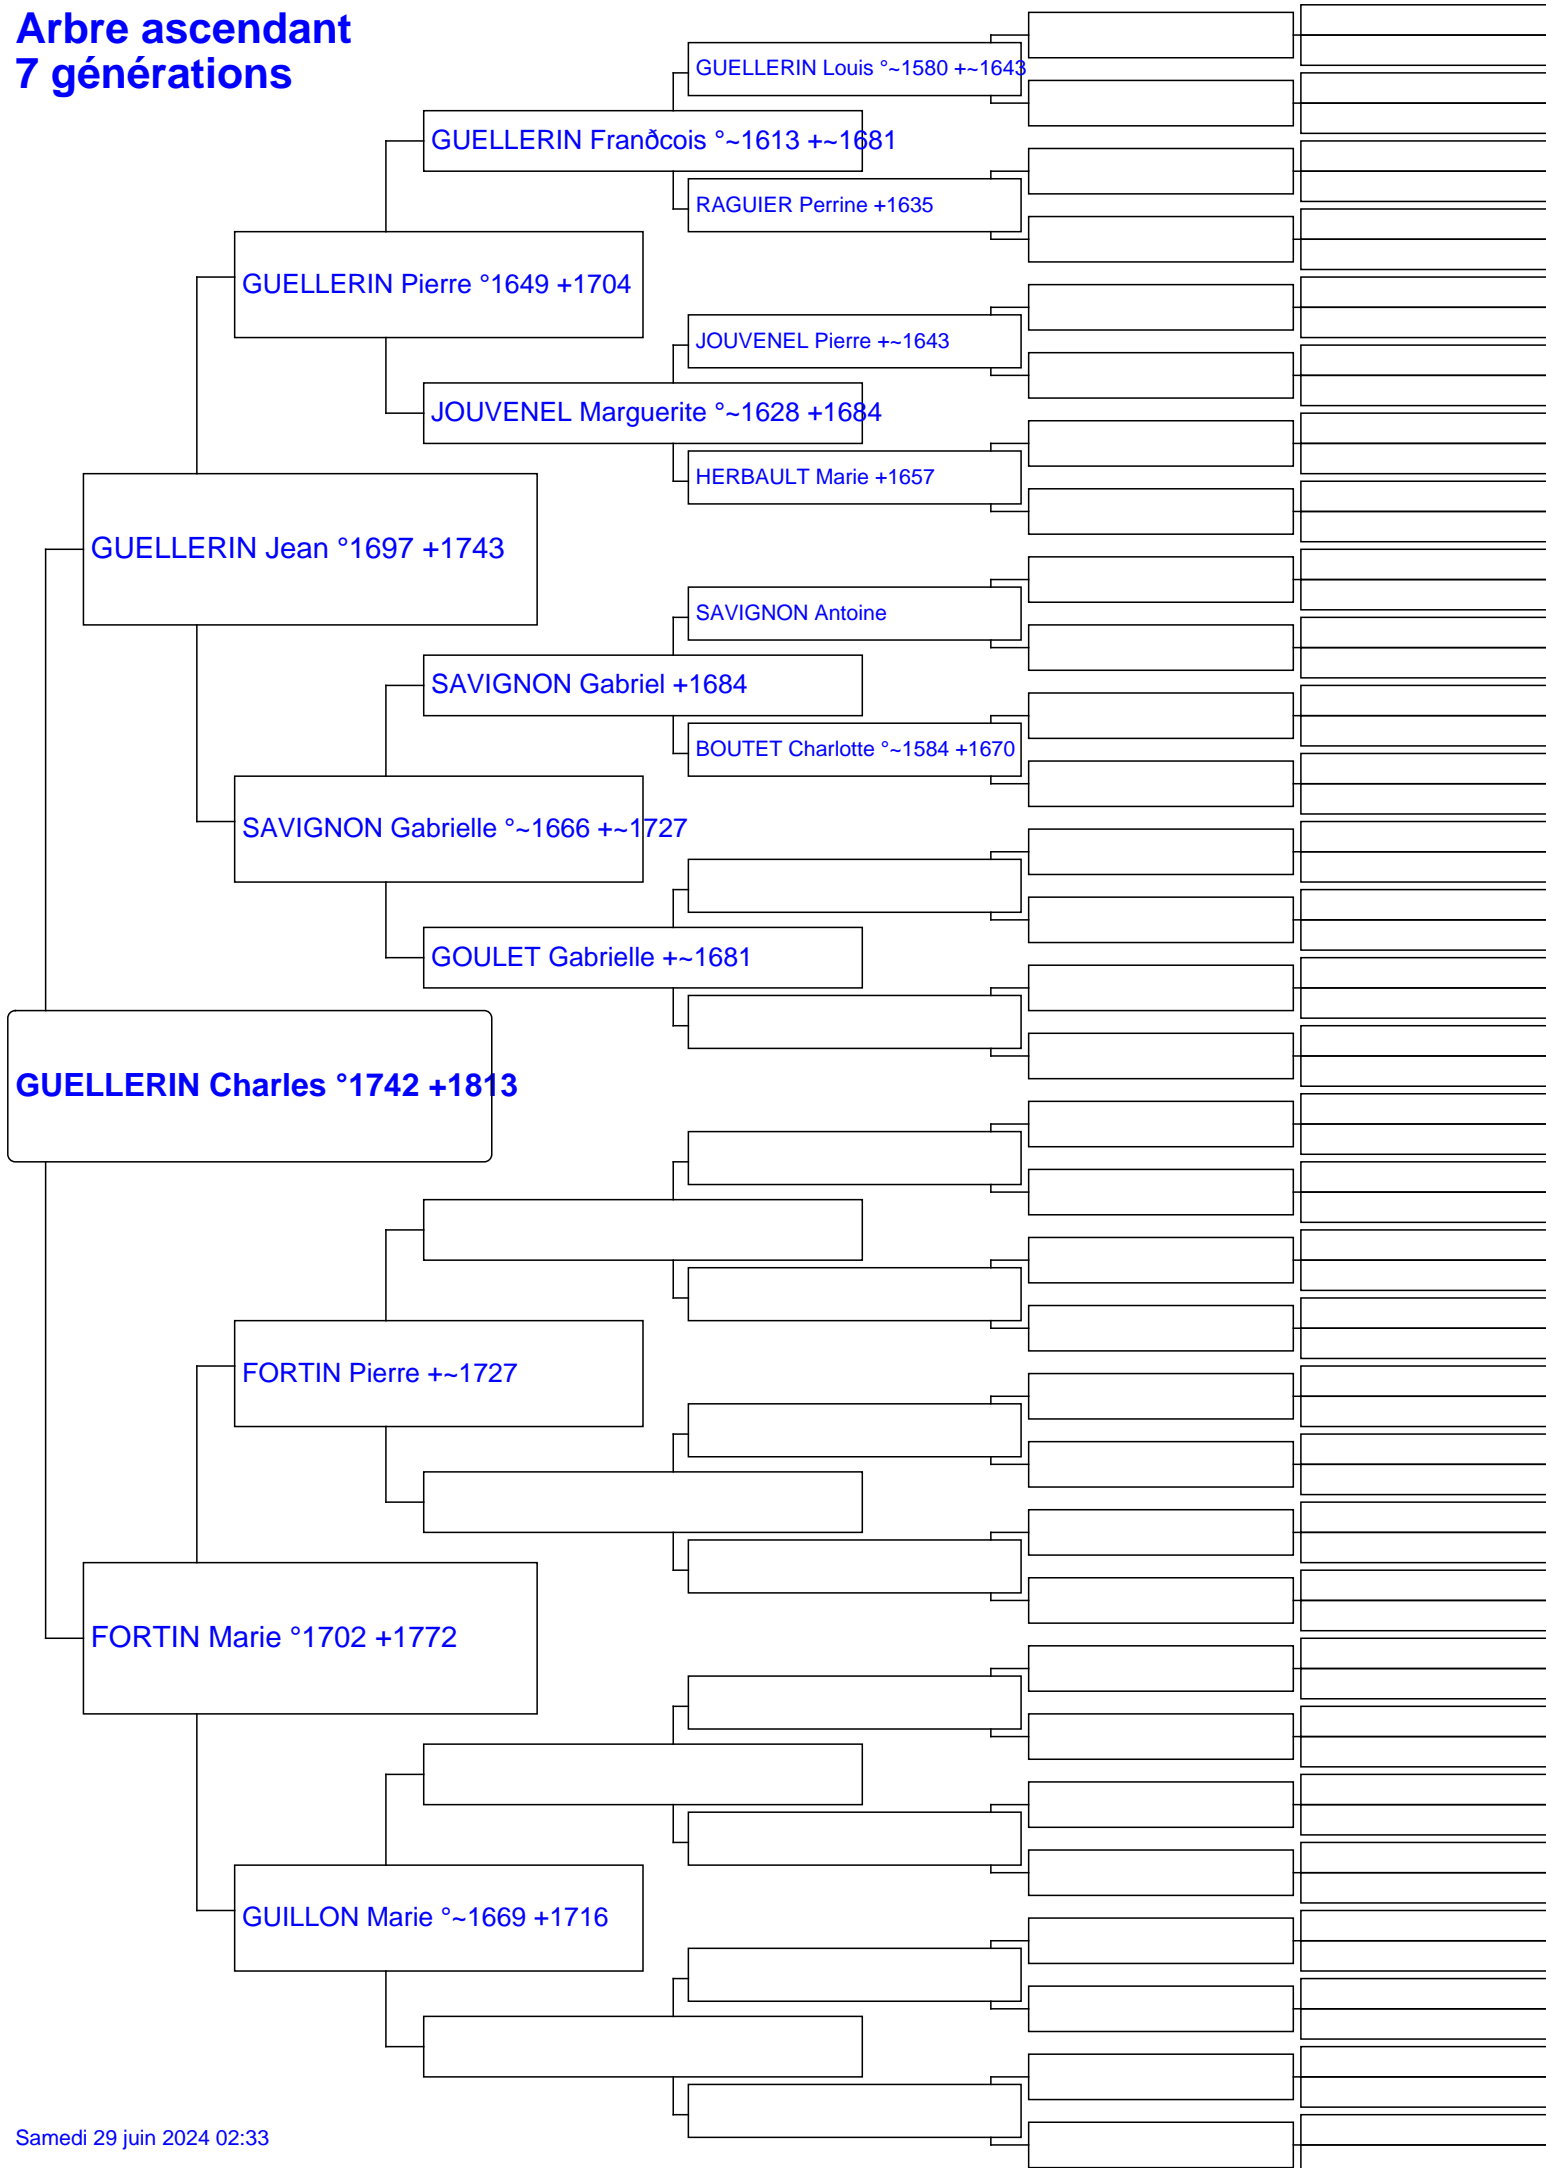 Arbre ascendant
7 générations
GUELLERIN Louis °~1580 +~1643
GUELLERIN Franðcois °~1613 +~1681
RAGUIER Perrine +1635
GUELLERIN Pierre °1649 +1704
JOUVENEL Pierre +~1643
JOUVENEL Marguerite °~1628 +1684
HERBAULT Marie +1657
GUELLERIN Jean °1697 +1743
SAVIGNON Antoine
SAVIGNON Gabriel +1684
BOUTET Charlotte °~1584 +1670
SAVIGNON Gabrielle °~1666 +~1727
GOULET Gabrielle +~1681
GUELLERIN Charles °1742 +1813
FORTIN Pierre +~1727
FORTIN Marie °1702 +1772
GUILLON Marie °~1669 +1716
Samedi 29 juin 2024 02:33